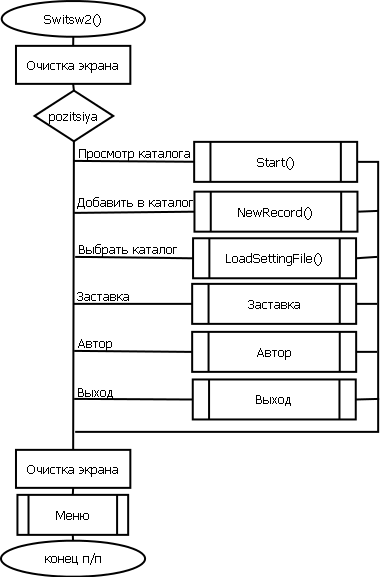 Switsw2()
Очистка экрана
pozitsiya
Просмотр каталога
Start()
Добавить в каталог
NewRecord()
Выбрать каталог
LoadSettingFile()
Заставка
Заставка
Автор
Автор
Выход
Выход
Очистка экрана
Меню
конец п/п